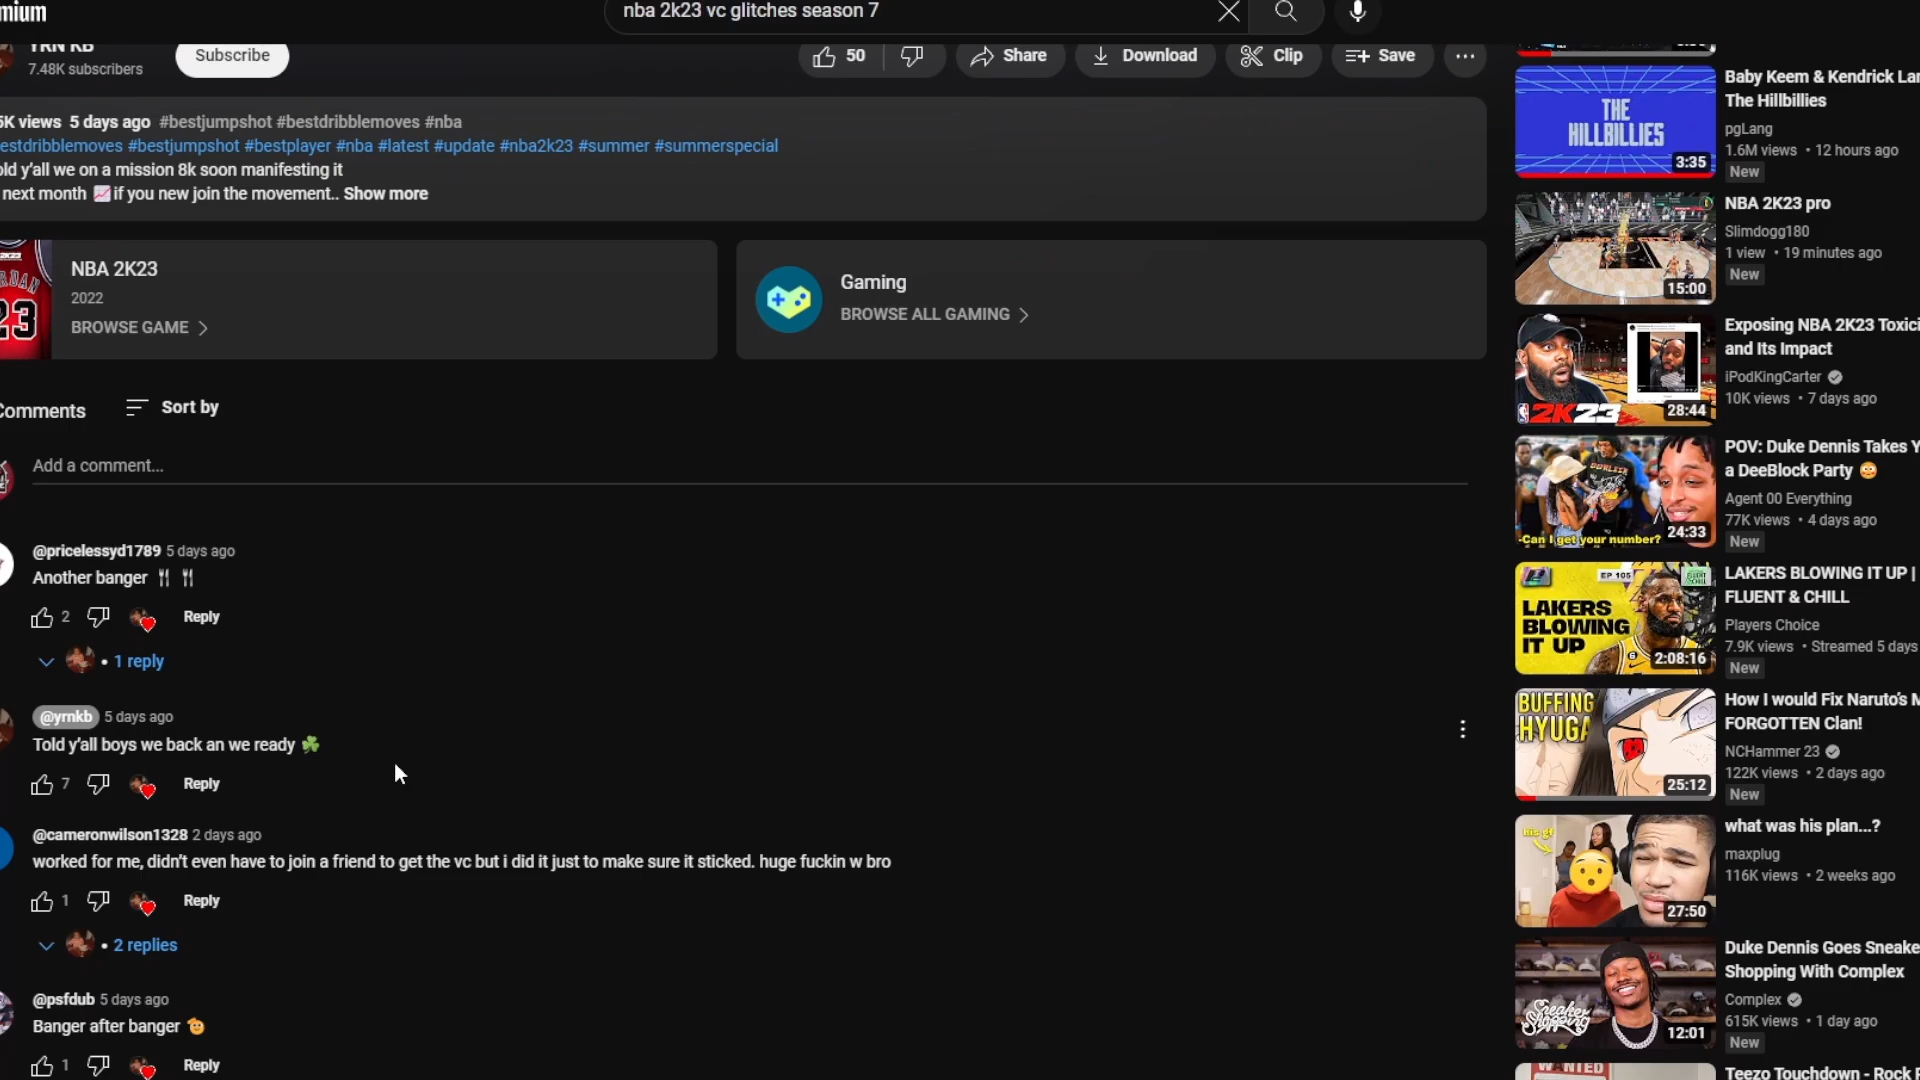 mium
nba 2k23 vc glitches season 7
YRN KB
7.48K subscribers
Subscribe
50
Share
Download
Clip
Save
5K views 5 days ago #bestjumpshot #bestdribblemoves #nba
estdribblemoves #bestjumpshot #bestplayer #nba #latest #update #nba2k23 #summer #summerspecial
old y'all we on a mission 8k soon manifesting it
next month 📈if you new join the movement.. Show more
NBA 2K23
2022
BROWSE GAME
23
Gaming
BROWSE ALL GAMING
Comments
Sort by
Add a comment...
@pricelessyd1789 5 days ago
Another banger 🍴 🍴
2
Reply
• 1 reply
@yrnkb 5 days ago
Told y'all boys we back an we ready ☘️
7
Reply
@cameronwilson1328 2 days ago
worked for me, didn't even have to join a friend to get the vc but i did it just to make sure it sticked. huge fuckin w bro
1
Reply
• 2 replies
@psfdub 5 days ago
Banger after banger 🫡
1
Reply
THE
HILLBILLIES
3:35
Baby Keem & Kendrick Lar
The Hillbillies
pgLang
1.6M views • 12 hours ago
New
15:00
NBA 2K23 pro
Slimdogg180
1 view • 19 minutes ago
New
2K23
28:44
Exposing NBA 2K23 Toxici
and Its Impact
iPodKingCarter
10K views • 7 days ago
-Can I get your number?
24:33
POV: Duke Dennis Takes Y
a DeeBlock Party 😳
Agent 00 Everything
77K views • 4 days ago
New
EP 105
LAKERS
BLOWING
IT UP
2:08:16
LAKERS BLOWING IT UP |
FLUENT & CHILL
Players Choice
7.9K views • Streamed 5 days
New
BUFFING
HYUGA
25:12
How I would Fix Naruto's M
FORGOTTEN Clan!
NCHammer 23
122K views • 2 days ago
New
his gf
27:50
what was his plan...?
maxplug
116K views • 2 weeks ago
Sneaker
Shopping
12:01
Duke Dennis Goes Sneake
Shopping With Complex
Complex
615K views • 1 day ago
New
WANTED
Teezo Touchdown - Rock F